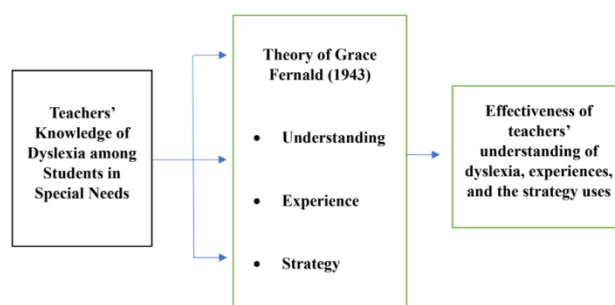 Teachers'
Knowledge of
Dyslexia among
Students in
Special Needs
Theory of Grace
Fernald (1943)
• Understanding
• Experience
• Strategy
Effectiveness of
teachers'
understanding of
dyslexia, experiences,
and the strategy uses